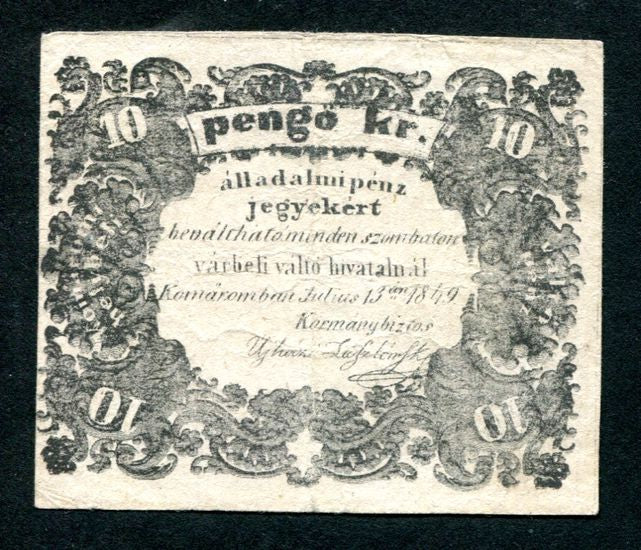 10 10
pengő kr.
álladalmi pénz
jegyekért
beváltható minden szombaton
várbeli váltó hivatalnál
Komáromban Julius 13án 1849
Kormánybiztos
Ujházi
10 10